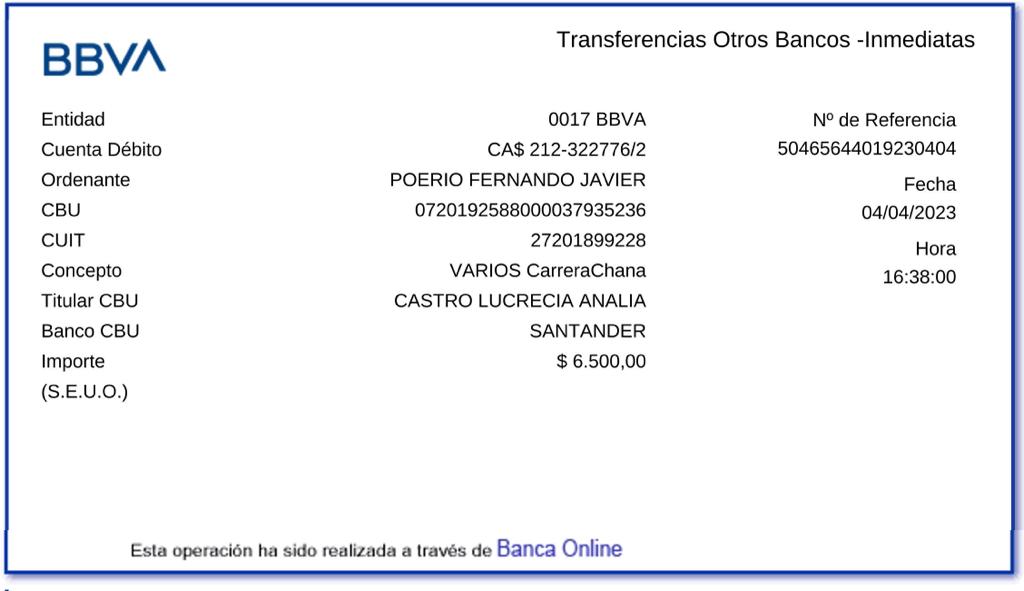 BBVA
Transferencias Otros Bancos -Inmediatas
Entidad 0017 BBVA
Cuenta Débito CA$ 212-322776/2
Ordenante POERIO FERNANDO JAVIER
CBU 0720192588000037935236
CUIT 27201899228
Concepto VARIOS CarreraChana
Titular CBU CASTRO LUCRECIA ANALIA
Banco CBU SANTANDER
Importe $ 6.500,00
(S.E.U.O.)
Nº de Referencia
50465644019230404
Fecha
04/04/2023
Hora
16:38:00
Esta operación ha sido realizada a través de Banca Online